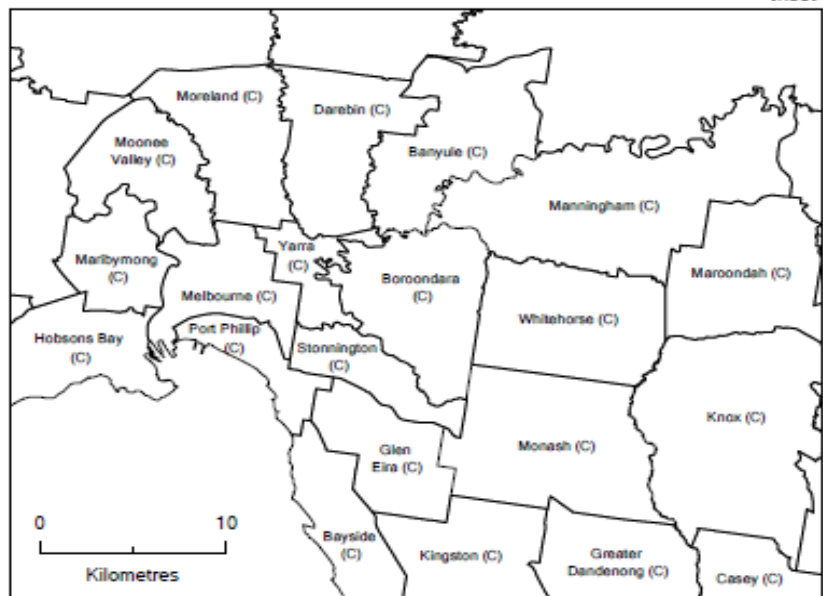 Moreland (C)
Darebin (C)
Moonee
Valley (C)
Banyule (C)
Manningham (C)
Yarra
(C)
Maribymong
(C)
Boroondara
(C)
Maroondah (C)
Melbourne (C)
Whitehorse (C)
Port Phillip
(C)
Hobsons Bay
(C)
Stonnington
(C)
Knox (C)
Glen
Eira (C)
Monash (C)
0 10
Kilometres
Bayside
(C)
Kingston (C)
Greater
Dandenong (C)
Casey (C)